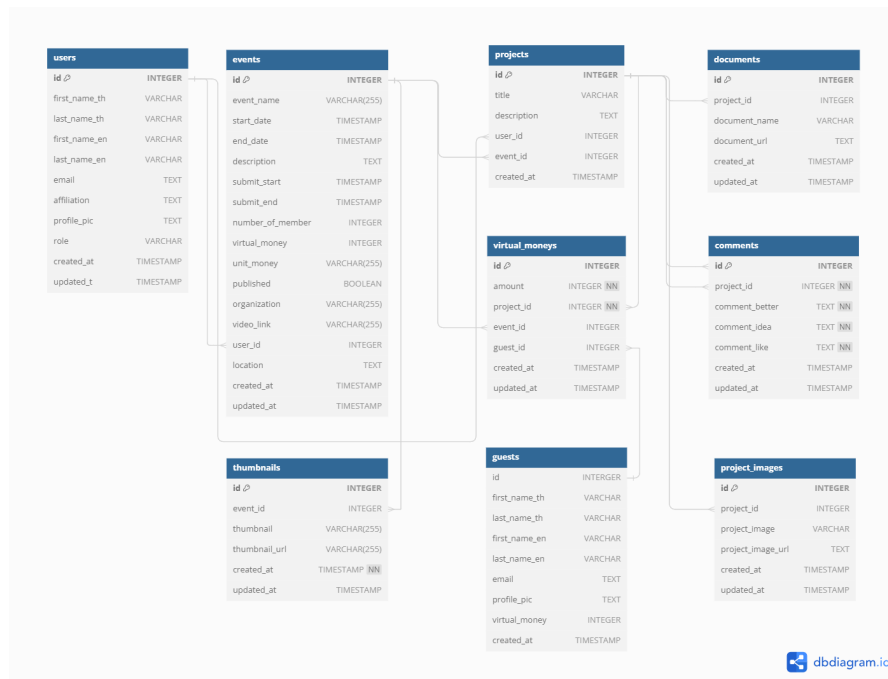 users
id INTEGER
first_name_th VARCHAR
last_name_th VARCHAR
first_name_en VARCHAR
last_name_en VARCHAR
email TEXT
affiliation TEXT
profile_pic TEXT
role VARCHAR
created_at TIMESTAMP
updated_t TIMESTAMP
events
id INTEGER
event_name VARCHAR(255)
start_date TIMESTAMP
end_date TIMESTAMP
description TEXT
submit_start TIMESTAMP
submit_end TIMESTAMP
number_of_member INTEGER
virtual_money INTEGER
unit_money VARCHAR(255)
published BOOLEAN
organization VARCHAR(255)
video_link VARCHAR(255)
user_id INTEGER
location TEXT
created_at TIMESTAMP
updated_at TIMESTAMP
thumbnails
id INTEGER
event_id INTEGER
thumbnail VARCHAR(255)
thumbnail_url VARCHAR(255)
created_at TIMESTAMP NN
updated_at TIMESTAMP
projects
id INTEGER
title VARCHAR
description TEXT
user_id INTEGER
event_id INTEGER
created_at TIMESTAMP
virtual_moneys
id INTEGER
amount INTEGER NN
project_id INTEGER NN
event_id INTEGER
guest_id INTEGER
created_at TIMESTAMP
updated_at TIMESTAMP
guests
id INTERGER
first_name_th VARCHAR
last_name_th VARCHAR
first_name_en VARCHAR
last_name_en VARCHAR
email TEXT
profile_pic TEXT
virtual_money INTEGER
created_at TIMESTAMP
documents
id INTEGER
project_id INTEGER
document_name VARCHAR
document_url TEXT
created_at TIMESTAMP
updated_at TIMESTAMP
comments
id INTEGER
project_id INTEGER NN
comment_better TEXT NN
comment_idea TEXT NN
comment_like TEXT NN
created_at TIMESTAMP
updated_at TIMESTAMP
project_images
id INTEGER
project_id INTEGER
project_image VARCHAR
project_image_url TEXT
created_at TIMESTAMP
updated_at TIMESTAMP
dbdiagram.io